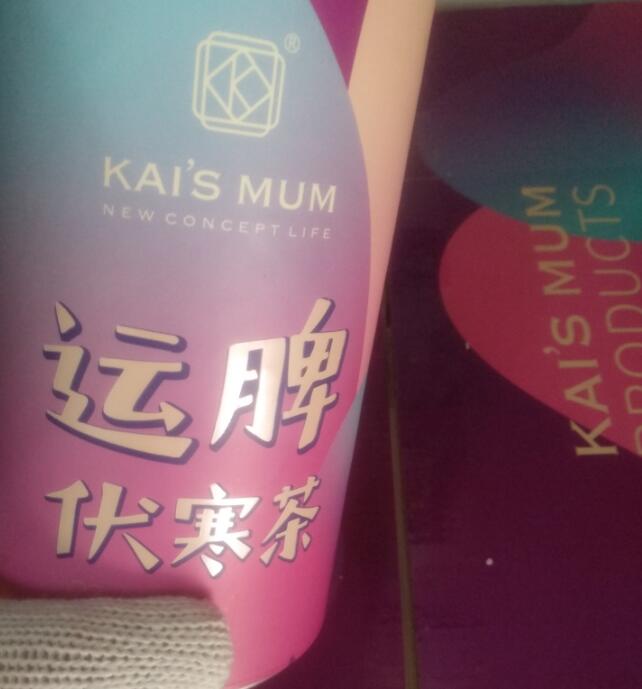 ®
KAI'S MUM
NEW CONCEPT LIFE
运脾
伏寒茶
KAI'S MUM
PRODUCTS